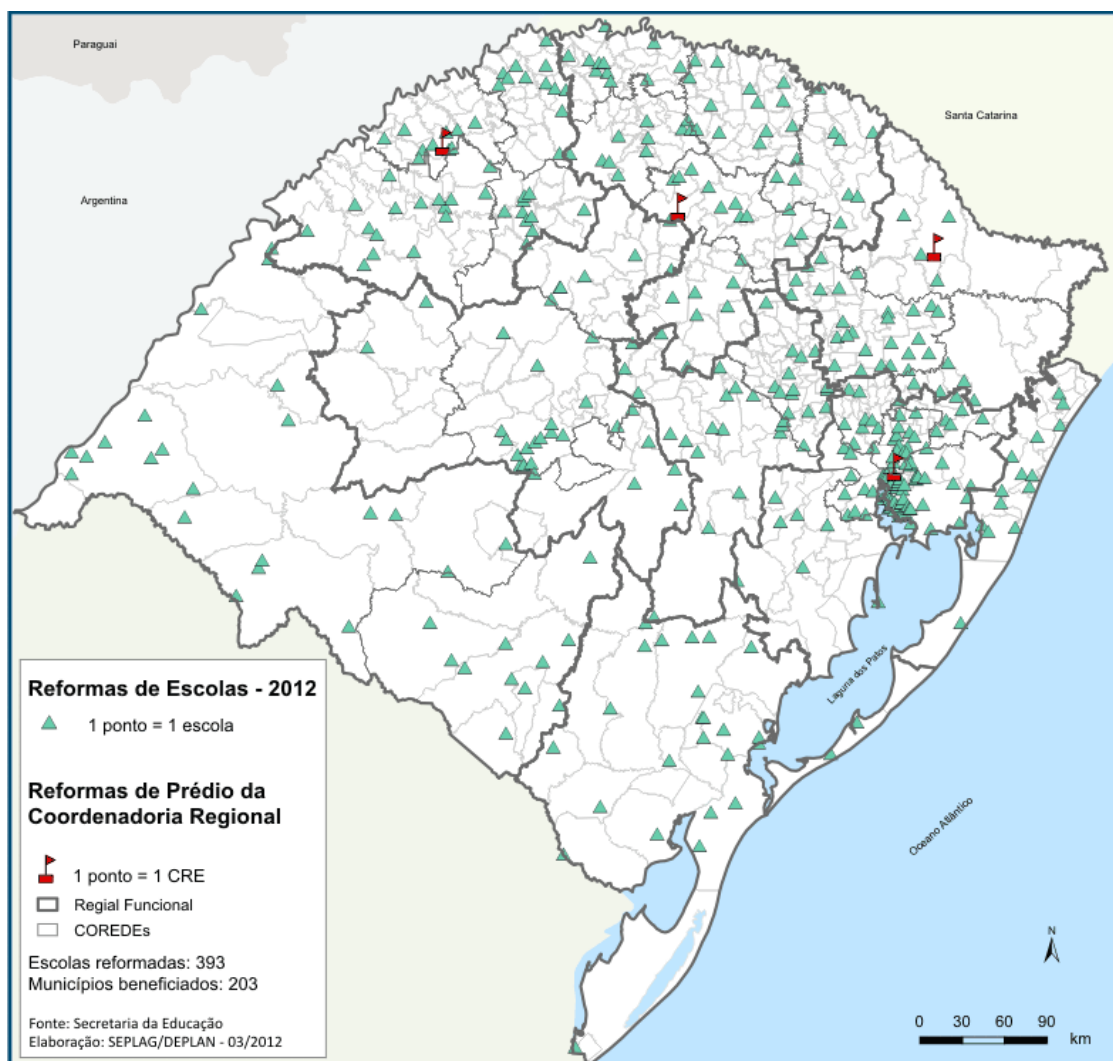 Paraguai
Santa Catarina
Argentina
Laguna dos Patos
Oceano Atlântico
Reformas de Escolas - 2012
1 ponto = 1 escola
Reformas de Prédio da
Coordenadoria Regional
1 ponto = 1 CRE
Regial Funcional
COREDEs
Escolas reformadas: 393
Municípios beneficiados: 203
Fonte: Secretaria da Educação
Elaboração: SEPLAG/DEPLAN - 03/2012
N
0 30 60 90
km